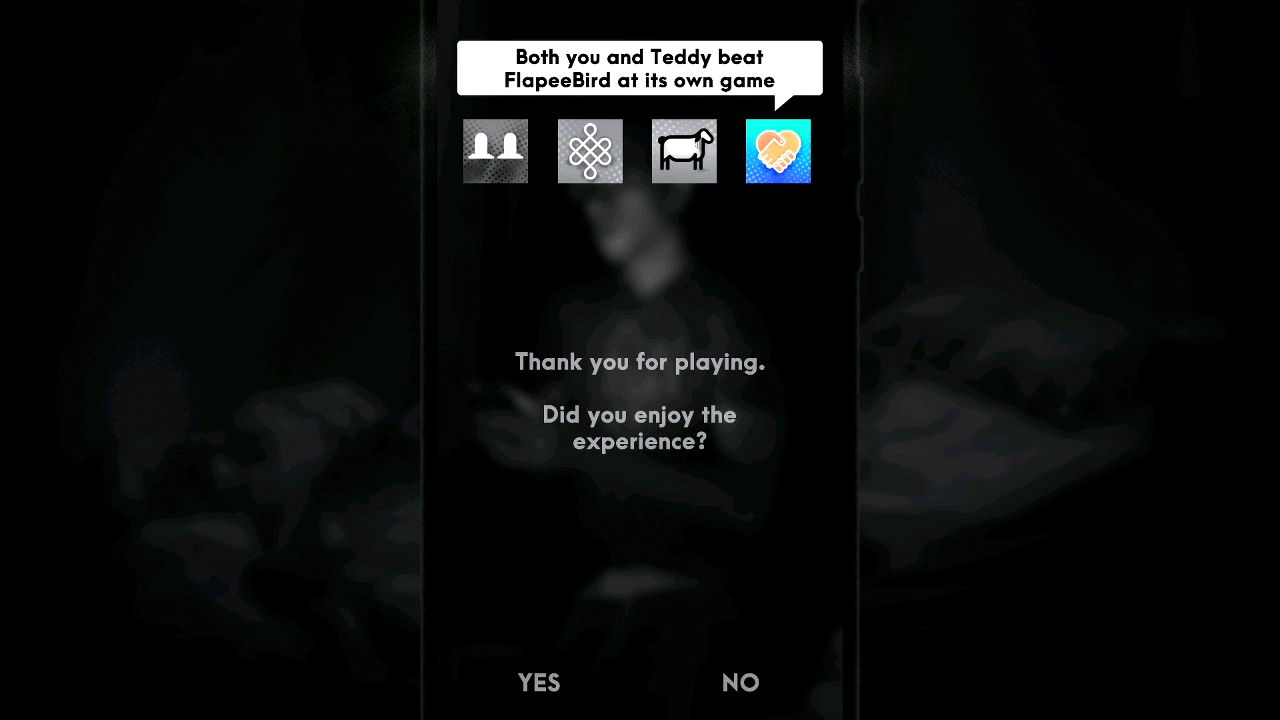 Both you and Teddy beat
FlapeeBird at its own game
Thank you for playing.
Did you enjoy the
experience?
YES
NO